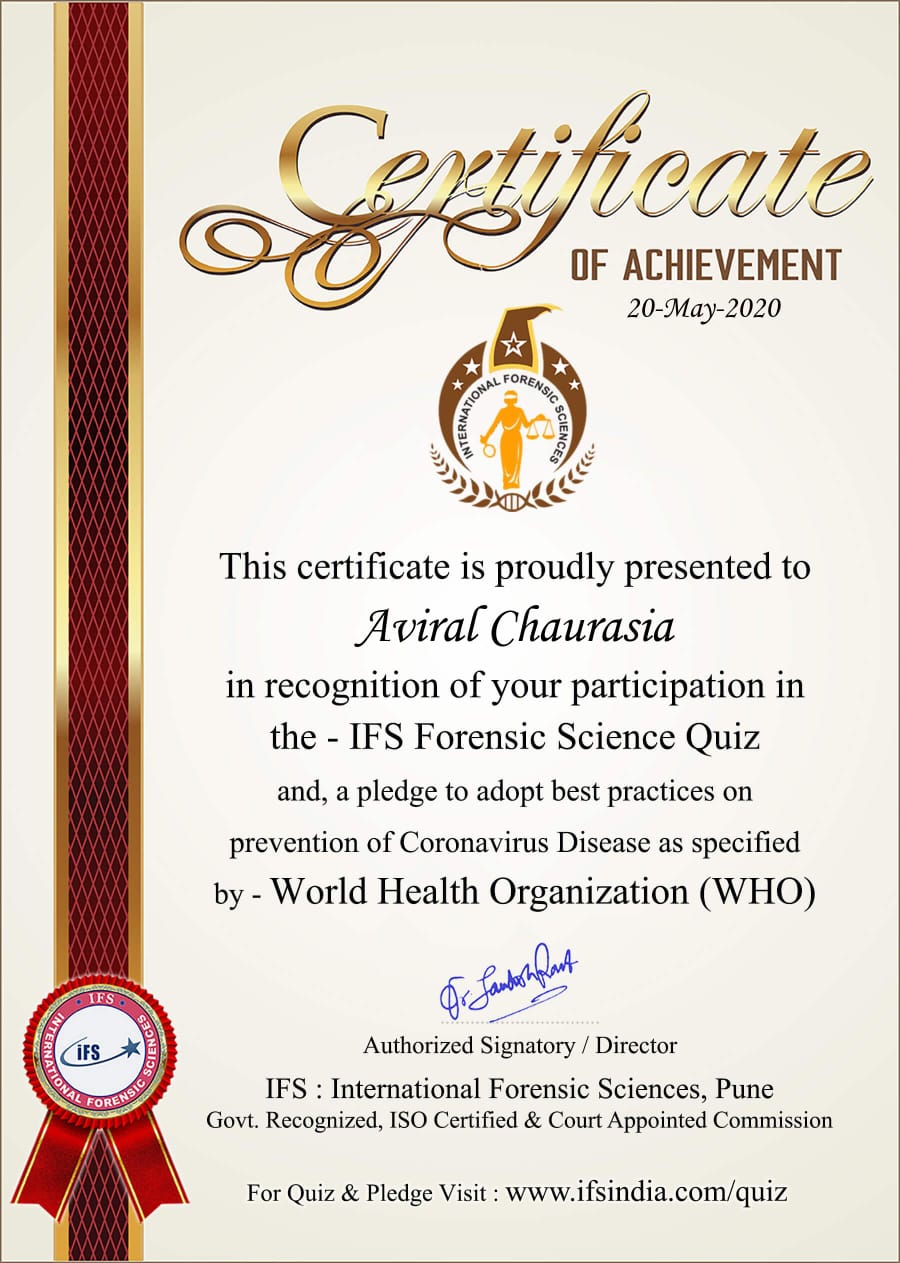 Certificate
OF ACHIEVEMENT
20-May-2020
INTERNATIONAL FORENSIC SCIENCES
This certificate is proudly presented to
Aviral Chaurasia
in recognition of your participation in
the - IFS Forensic Science Quiz
and, a pledge to adopt best practices on
prevention of Coronavirus Disease as specified
by - World Health Organization (WHO)
Authorized Signatory / Director
IFS : International Forensic Sciences, Pune
Govt. Recognized, ISO Certified & Court Appointed Commission
For Quiz & Pledge Visit : www.ifsindia.com/quiz
IFS
INTERNATIONAL FORENSIC SCIENCES
iFS